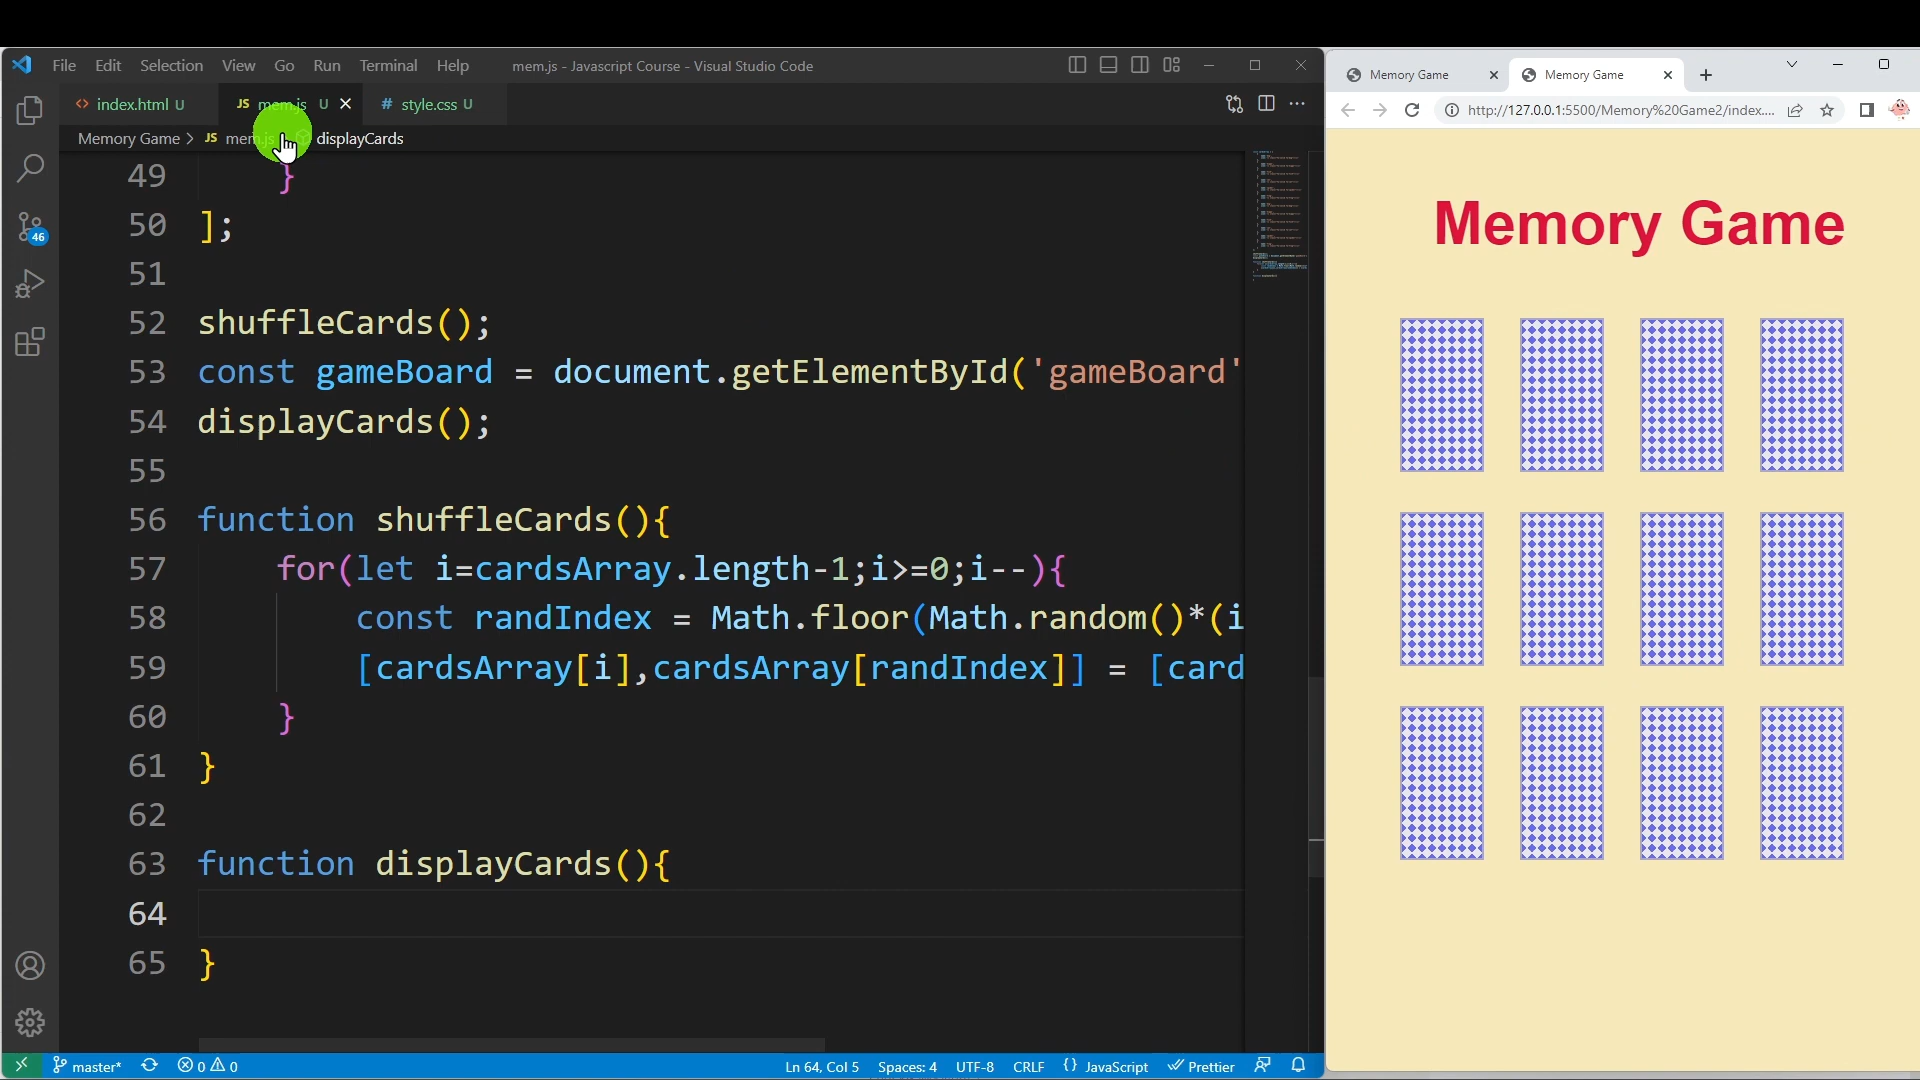 File Edit Selection View Go Run Terminal Help mem.js - Javascript Course - Visual Studio Code
index.html U JS mem.js U # style.css U
Memory Game > JS mem.js displayCards
49 }
50 ];
51
52 shuffleCards();
53 const gameBoard = document.getElementById('gameBoard'
54 displayCards();
55
56 function shuffleCards(){
57 for(let i=cardsArray.length-1;i>=0;i--){
58 const randIndex = Math.floor(Math.random()*(i
59 [cardsArray[i],cardsArray[randIndex]] = [card
60 }
61 }
62
63 function displayCards(){
64
65 }
46
master* 0 0 Ln 64, Col 5 Spaces: 4 UTF-8 CRLF {} JavaScript Prettier
Memory Game Memory Game
http://127.0.0.1:5500/Memory%20Game2/index....
Memory Game